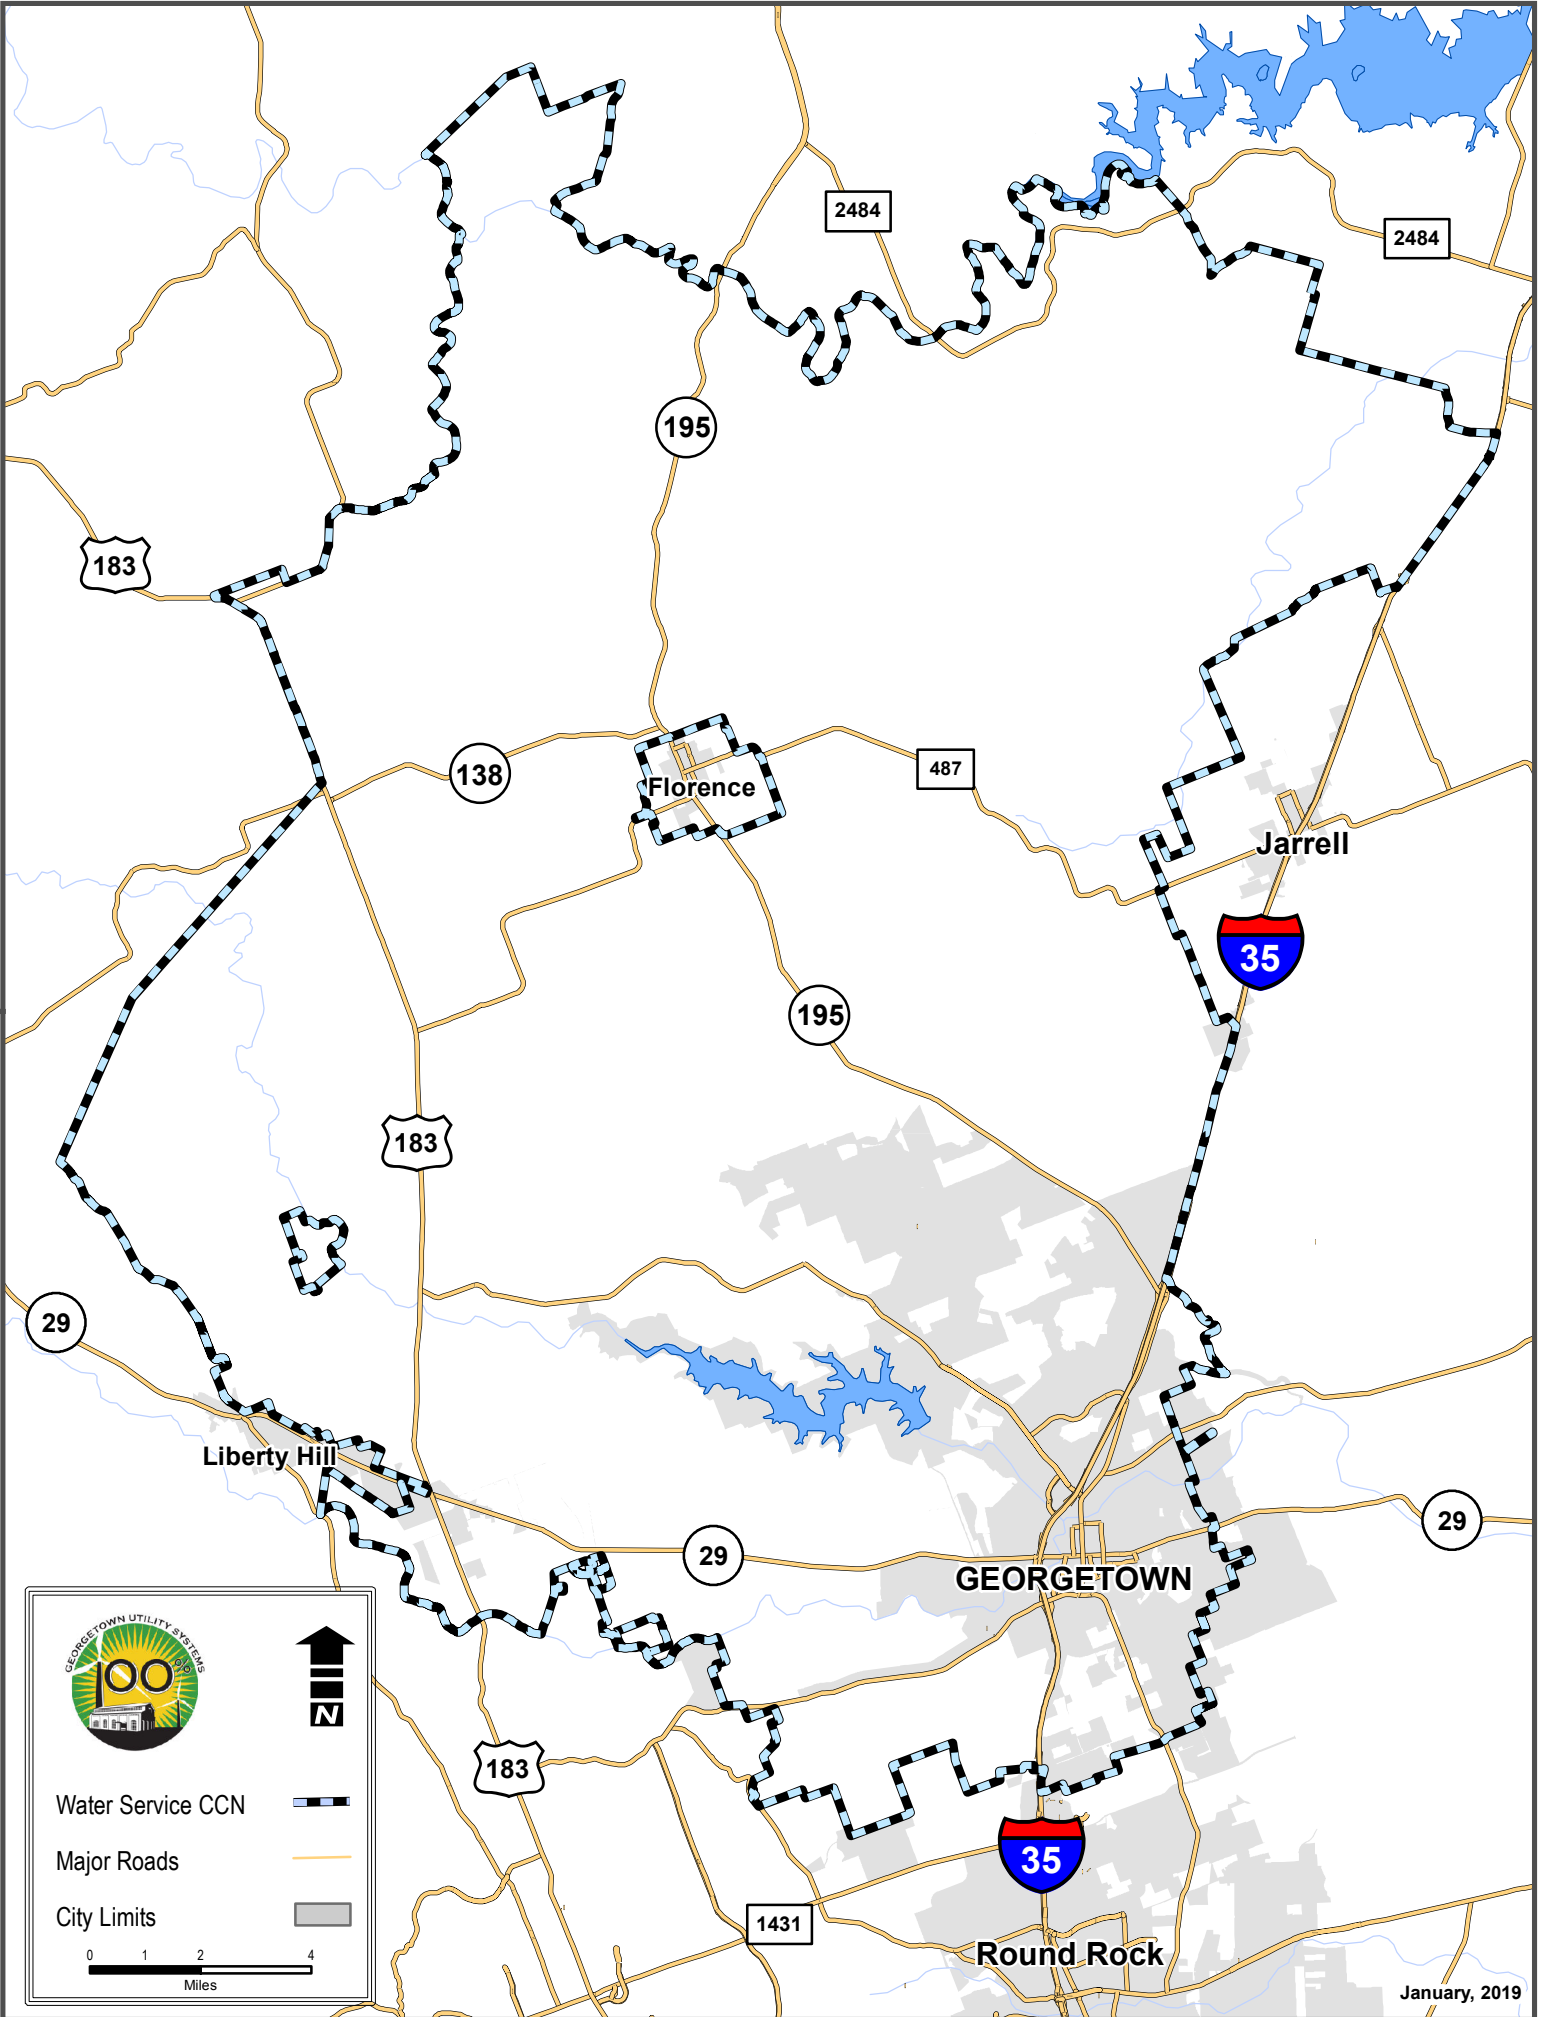 2484
2484
195
183
138
487
Florence
Jarrell
35
195
183
29
Liberty Hill
29
29
GEORGETOWN
GEORGETOWN UTILITY SYSTEMS
N
183
Water Service CCN
Major Roads
City Limits
0 1 2 4
Miles
35
1431
Round Rock
January, 2019